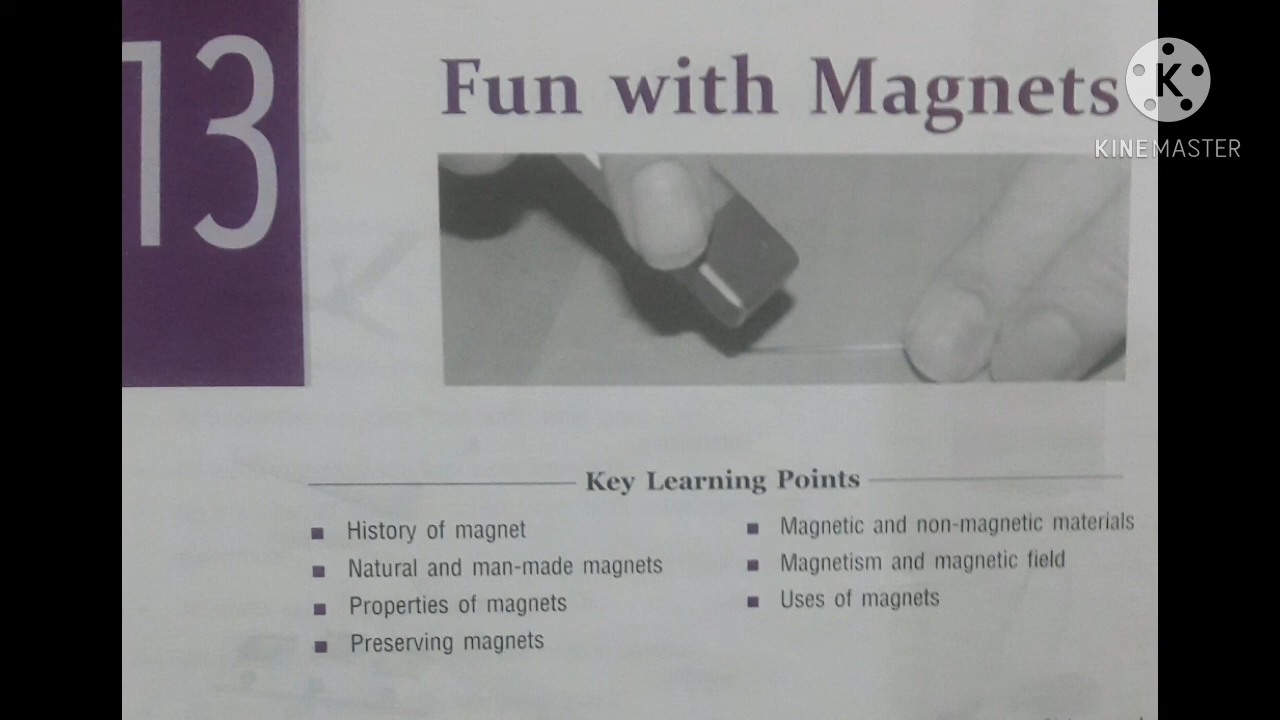 13
Fun with Magnets
K
KINEMASTER
Key Learning Points
■ History of magnet
■ Natural and man-made magnets
■ Properties of magnets
■ Preserving magnets
■ Magnetic and non-magnetic materials
■ Magnetism and magnetic field
■ Uses of magnets